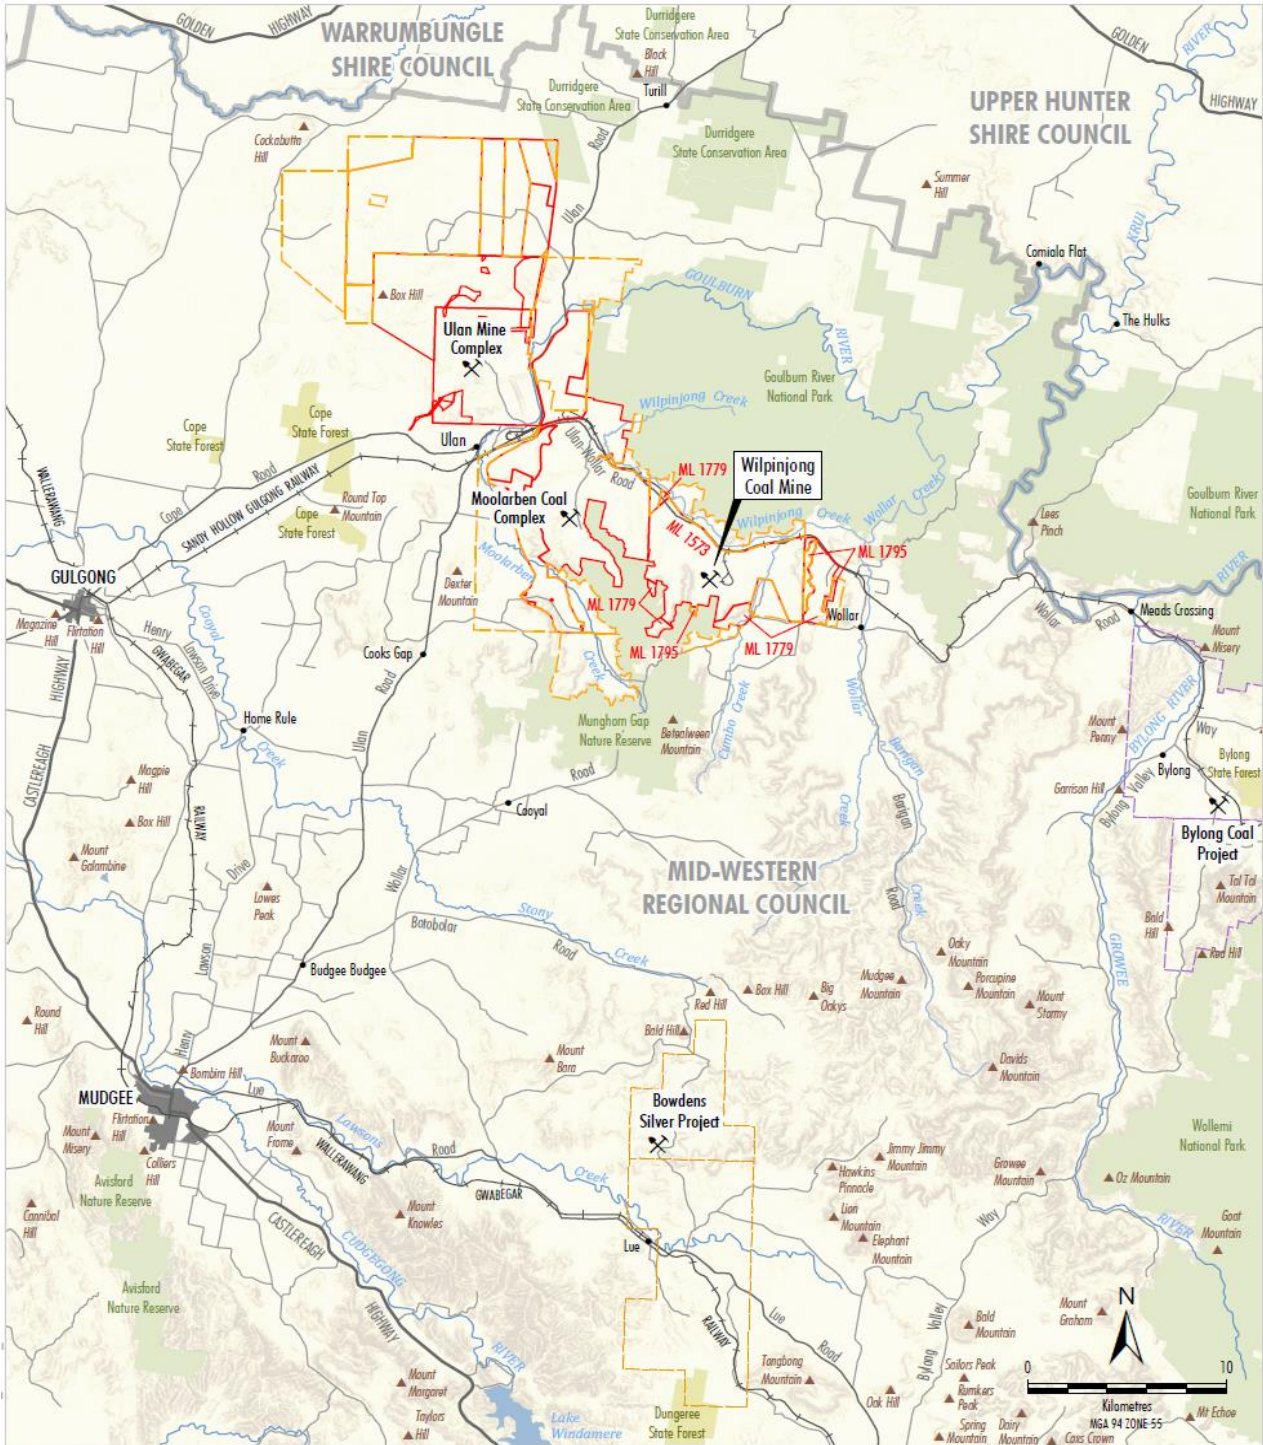 GOLDEN
HIGHWAY
WARRUMBUNGLE
SHIRE COUNCIL
Durridgere
State Conservation Area
Black
Hill
Turill
Durridgere
State Conservation Area
GOLDEN
RIVER
HIGHWAY
UPPER HUNTER
SHIRE COUNCIL
Cockabutta
Hill
Road
Durridgere
State Conservation Area
Summer
Hill
Ulan
KRUI
Comiala Flat
GOULBURN
Box Hill
The Hulks
Ulan Mine
Complex
RIVER
Goulburn River
National Park
Wilpinjong Creek
Cope
State Forest
Cope
State Forest
Ulan
Ulan-Wollar Road
WALLERAWANG
Road
Cope
SANDY HOLLOW GULGONG RAILWAY
ML 1779
Wilpinjong
Coal Mine
Round Top
Mountain
Cope
State Forest
Moolarben Coal
Complex
ML 1573
Wilpinjong Creek
Wollar Creek
Goulburn River
National Park
Lees
Pinch
ML 1795
Moolarben
GULGONG
Dexter
Mountain
RIVER
Cooyal
Magazine
Hill
Flirtation
Hill
Henry
Lawson Drive
GWABEGAR
ML 1779
Wollar
Wollar
Road
Meads Crossing
Cooks Gap
ML 1795
ML 1779
Mount
Misery
HIGHWAY
Creek
Road
Cumbo Creek
Wollar
BYLONG RIVER
Home Rule
Munghorn Gap
Nature Reserve
Betealween
Mountain
Mount
Penny
Way
Ulan
Creek
Barigan
Bylong
Bylong
State Forest
CASTLEREAGH
Magpie
Hill
Road
Garrison Hill
Bylong Valley
Cooyal
Creek
Barigan
Box Hill
RAILWAY
Bylong Coal
Project
Mount
Galambine
Drive
Wollar
MID-WESTERN
REGIONAL COUNCIL
Tal Tal
Mountain
Lowes
Peak
Road
Creek
Stony
Botobolar
Road
Creek
Bald
Hill
Lawson
Oaky
Mountain
GROWEE
Red Hill
Budgee Budgee
Mudgee
Mountain
Porcupine
Mountain
Red Hill
Box Hill
Big
Oakys
Mount
Stormy
Round
Hill
Bald Hill
Henry
Mount
Buckaroo
Mount
Bara
Davids
Mountain
Bombira Hill
Lue
MUDGEE
Bowdens
Silver Project
Flirtation
Hill
Lawsons
Mount
Misery
Mount
Frome
WALLERAWANG
Road
Wollemi
National Park
Jimmy Jimmy
Mountain
Colliers
Hill
Creek
Hawkins
Pinnacle
Growee
Mountain
Oz Mountain
Avisford
Nature Reserve
GWABEGAR
Cannibal
Hill
Mount
Knowles
Lion
Mountain
Way
RIVER
Goat
Mountain
CASTLEREAGH
Elephant
Mountain
Lue
CUDGEGONG
Avisford
Nature Reserve
N
HIGHWAY
RAILWAY
Lue
Road
Bylong Valley
Bald
Mountain
Mount
Graham
RIVER
Tangbong
Mountain
Sailors Peak
0 10
Mount
Margaret
Oak Hill
Rumkers
Peak
Kilometres
MGA 94 ZONE 55
Taylors
Hill
Lake
Windamere
Dungeree
State Forest
Spring
Mountain
Dairy
Mountain
Mt Echoe
Coxs Crown